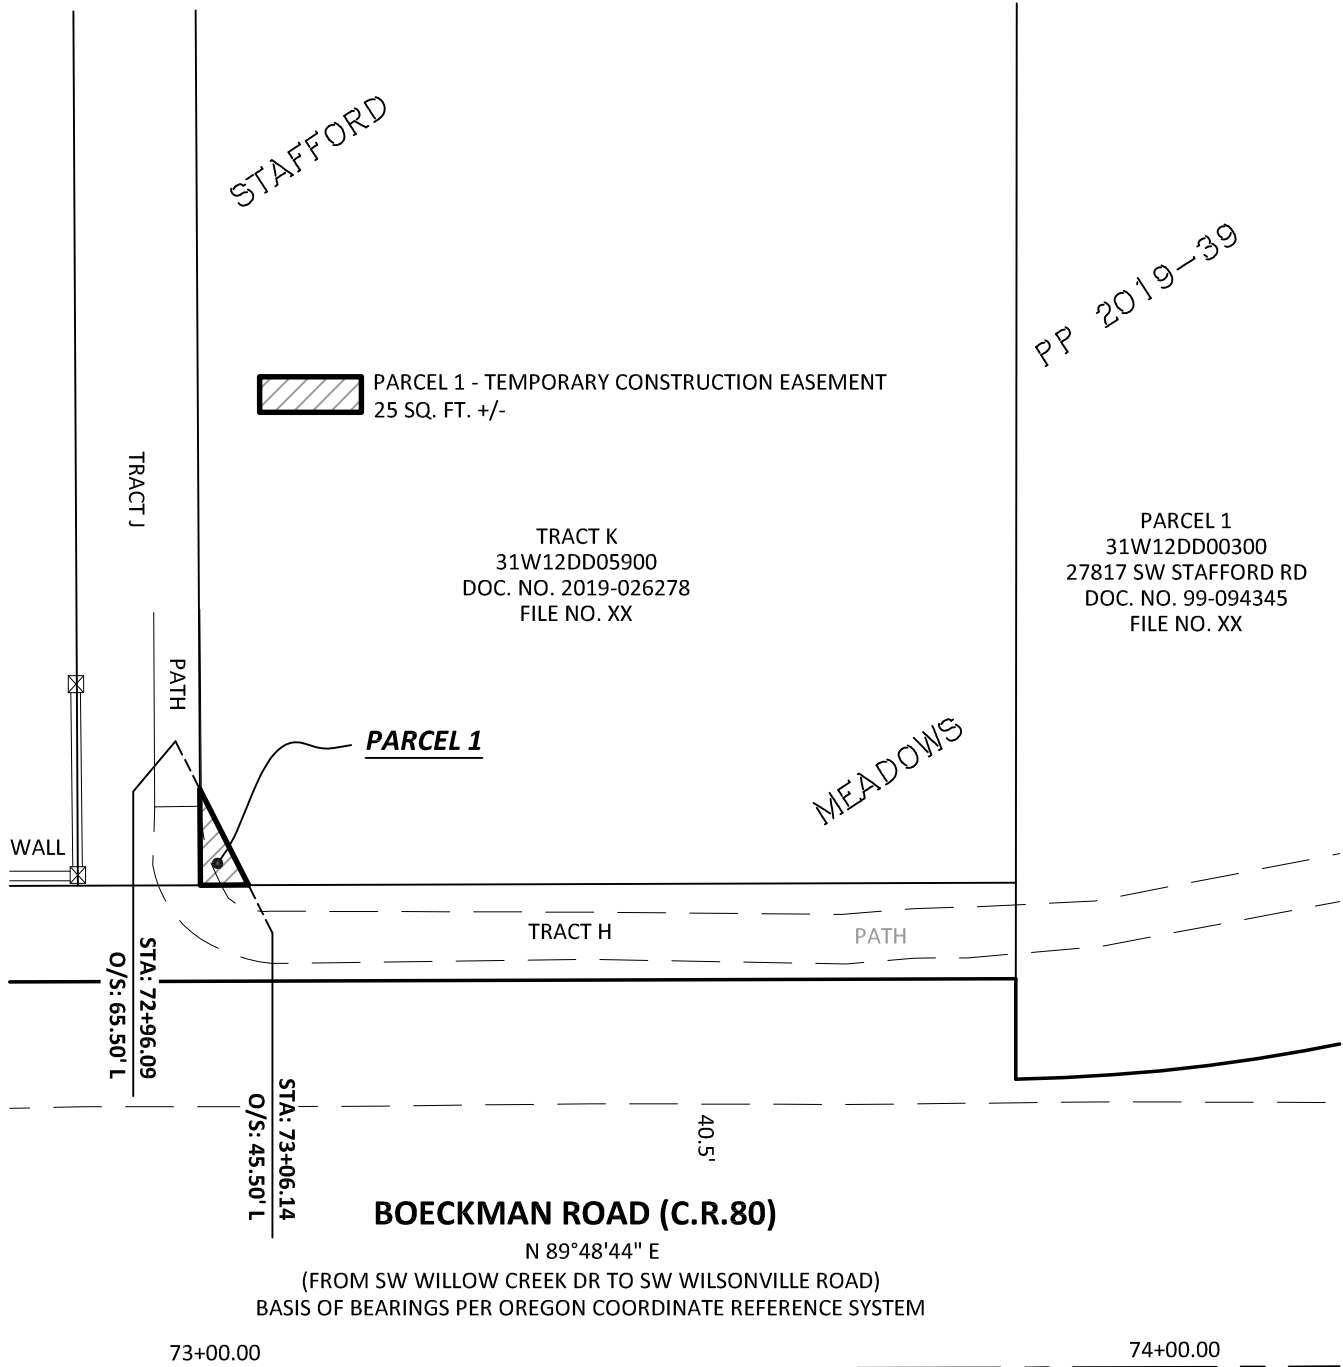 STAFFORD
PP 2019-39
PARCEL 1 - TEMPORARY CONSTRUCTION EASEMENT
25 SQ. FT. +/-
TRACT J
TRACT K
31W12DD05900
DOC. NO. 2019-026278
FILE NO. XX
PARCEL 1
31W12DD00300
27817 SW STAFFORD RD
DOC. NO. 99-094345
FILE NO. XX
PATH
PARCEL 1
MEADOWS
WALL
TRACT H
PATH
STA: 72+96.09
O/S: 65.50' L
STA: 73+06.14
O/S: 45.50' L
40.5'
BOECKMAN ROAD (C.R.80)
N 89°48'44" E
(FROM SW WILLOW CREEK DR TO SW WILSONVILLE ROAD)
BASIS OF BEARINGS PER OREGON COORDINATE REFERENCE SYSTEM
73+00.00
74+00.00